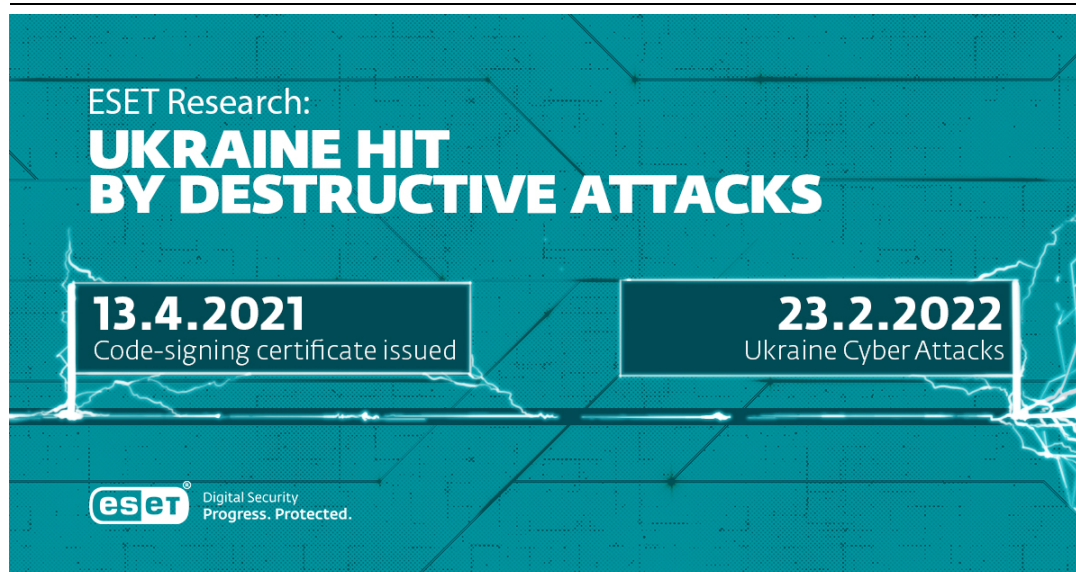 ESET Research:
UKRAINE HIT
BY DESTRUCTIVE ATTACKS
13.4.2021
Code-signing certificate issued
23.2.2022
Ukraine Cyber Attacks
eset®
Digital Security
Progress. Protected.